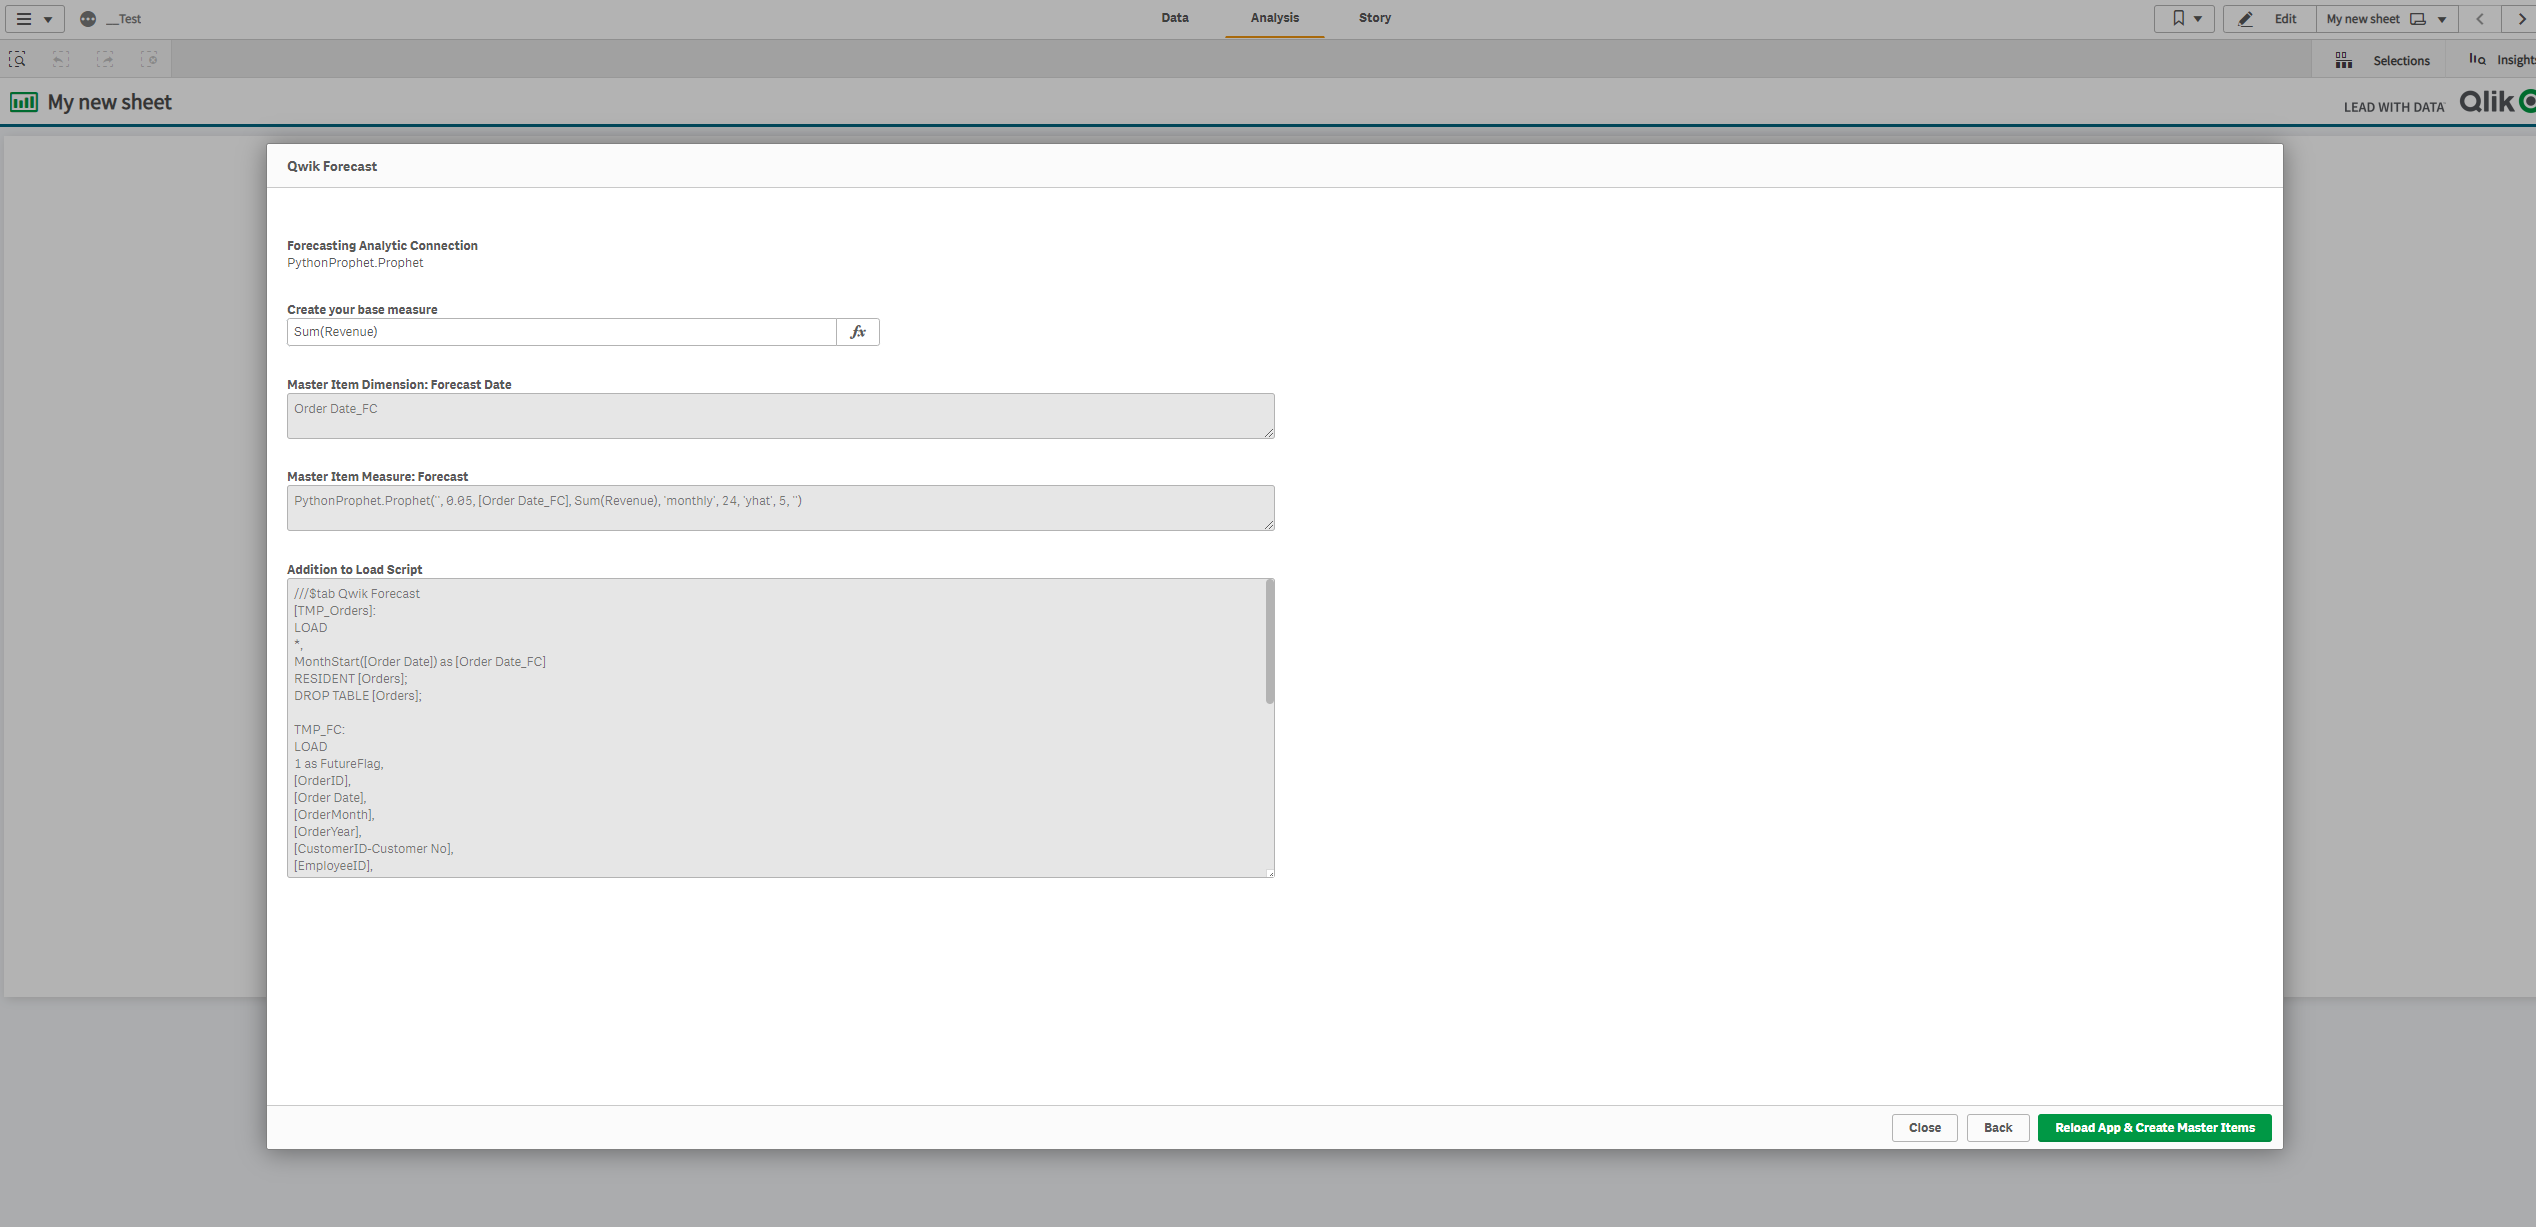 __Test
Data
Analysis
Story
Edit
My new sheet
Selections
Insights
My new sheet
LEAD WITH DATA
Qlik
Qwik Forecast
Forecasting Analytic Connection
PythonProphet.Prophet
Create your base measure
Sum(Revenue)
fx
Master Item Dimension: Forecast Date
Order Date_FC
Master Item Measure: Forecast
PythonProphet.Prophet('', 0.05, [Order Date_FC], Sum(Revenue), 'monthly', 24, 'yhat', 5, '')
Addition to Load Script
///$tab Qwik Forecast
[TMP_Orders]:
LOAD
*,
MonthStart([Order Date]) as [Order Date_FC]
RESIDENT [Orders];
DROP TABLE [Orders];
TMP_FC:
LOAD
1 as FutureFlag,
[OrderID],
[Order Date],
[OrderMonth],
[OrderYear],
[CustomerID-Customer No],
[EmployeeID],
Close
Back
Reload App & Create Master Items